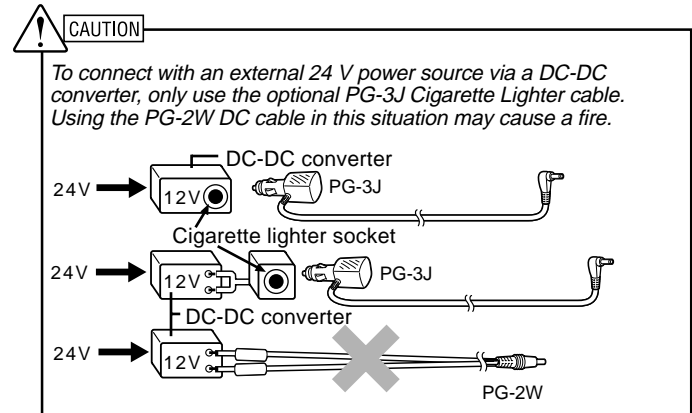 CAUTION
To connect with an external 24 V power source via a DC-DC
converter, only use the optional PG-3J Cigarette Lighter cable.
Using the PG-2W DC cable in this situation may cause a fire.
DC-DC converter
24V
12V
PG-3J
Cigarette lighter socket
24V
12V
PG-3J
DC-DC converter
24V
12V
PG-2W